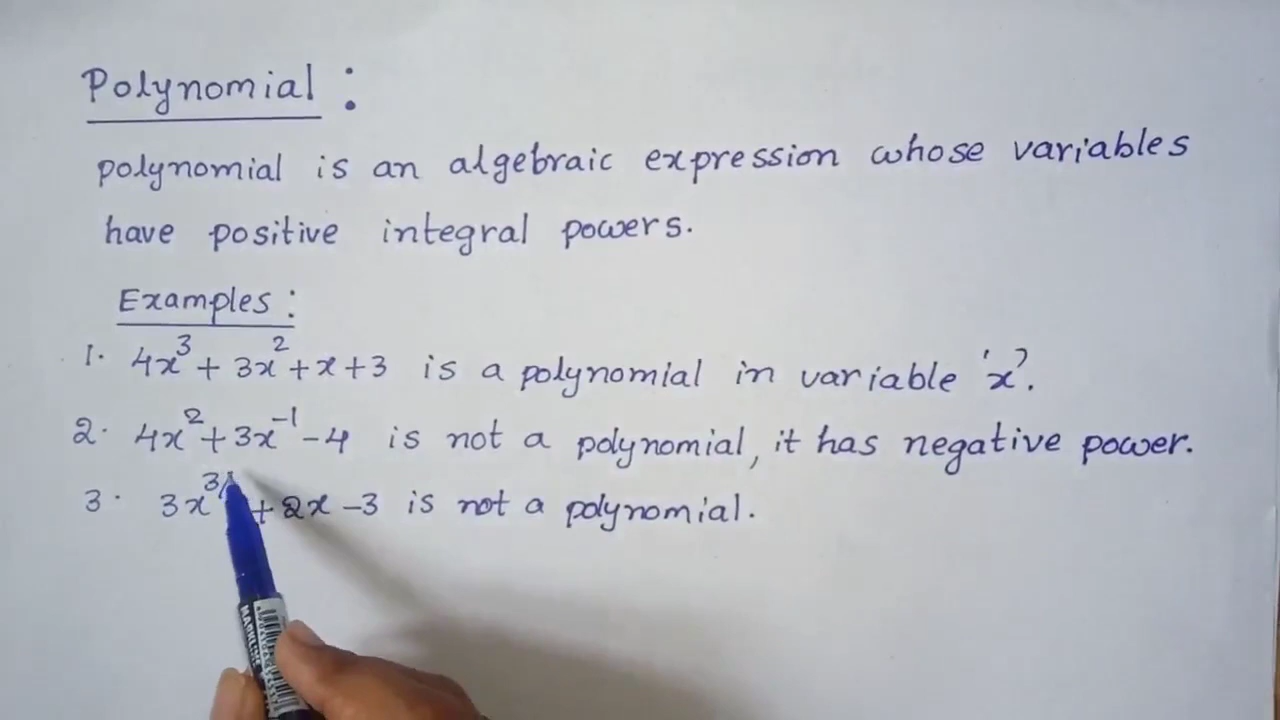 Polynomial :
polynomial is an algebraic expression whose variables
have positive integral powers.
Examples :
1. 4x³ + 3x² + x + 3 is a polynomial in variable 'x'.
2. 4x² + 3x⁻¹ - 4 is not a polynomial, it has negative power.
3. 3x³/ + 2x - 3 is not a polynomial.